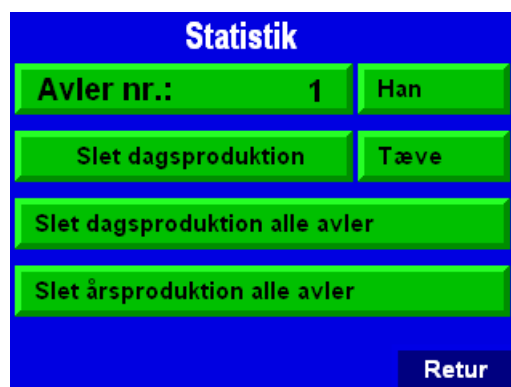 Statistik
Avler nr.: 1 Han
Slet dagsproduktion Tæve
Slet dagsproduktion alle avler
Slet årsproduktion alle avler
Retur